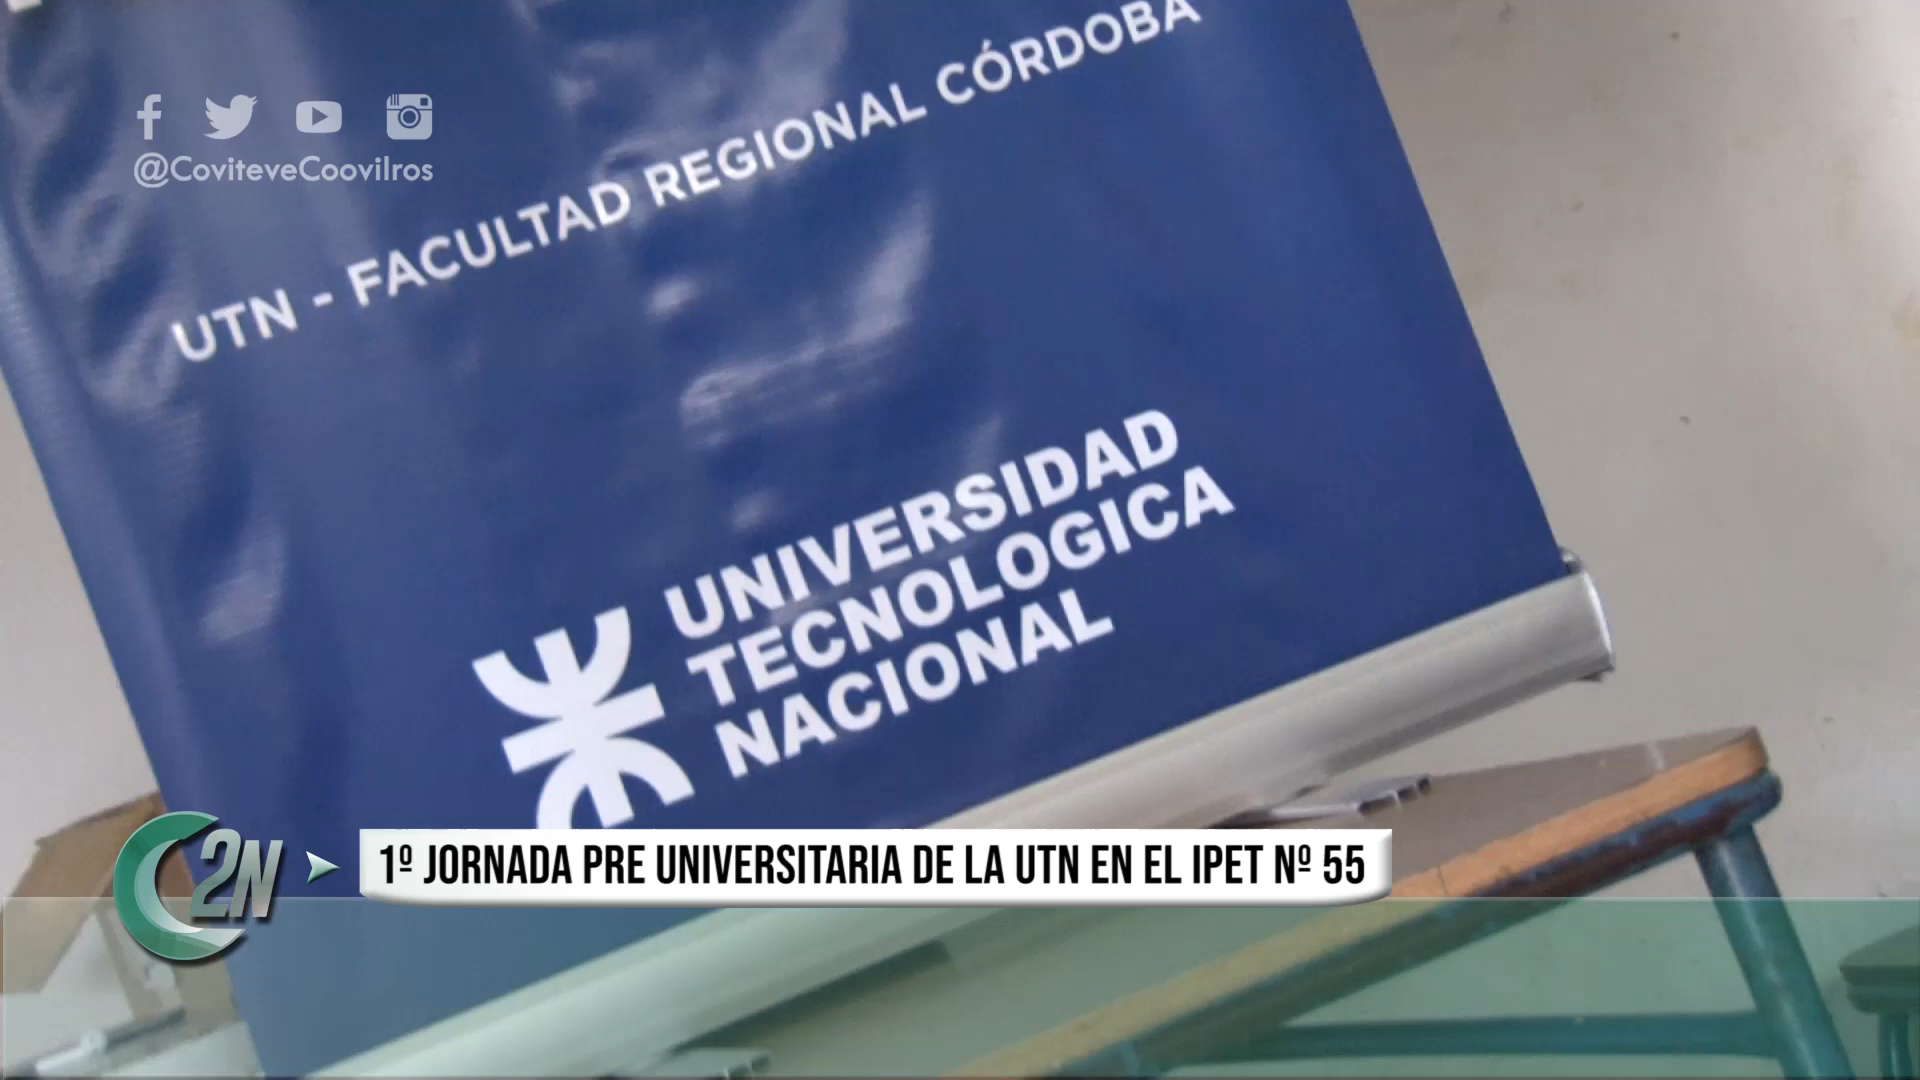 @CoviteveCoovilros
UTN - FACULTAD REGIONAL CÓRDOBA
UNIVERSIDAD
TECNOLOGICA
NACIONAL
C2N
1º JORNADA PRE UNIVERSITARIA DE LA UTN EN EL IPET Nº 55